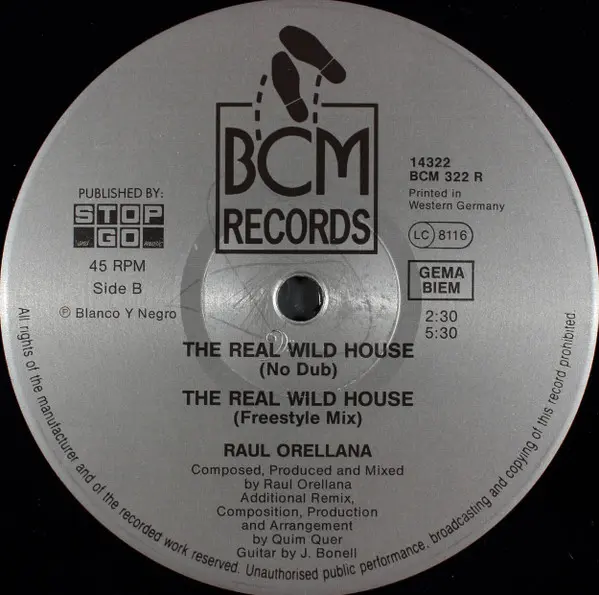 BCM
RECORDS
PUBLISHED BY:
STOP
and GO music
45 RPM
Side B
℗ Blanco Y Negro
14322
BCM 322 R
Printed in
Western Germany
LC 8116
GEMA
BIEM
2:30
5:30
THE REAL WILD HOUSE
(No Dub)
THE REAL WILD HOUSE
(Freestyle Mix)
RAUL ORELLANA
Composed, Produced and Mixed
by Raul Orellana
Additional Remix,
Composition, Production
and Arrangement
by Quim Quer
Guitar by J. Bonell
All rights of the manufacturer and of the recorded work reserved. Unauthorised public performance, broadcasting and copying of this record prohibited.